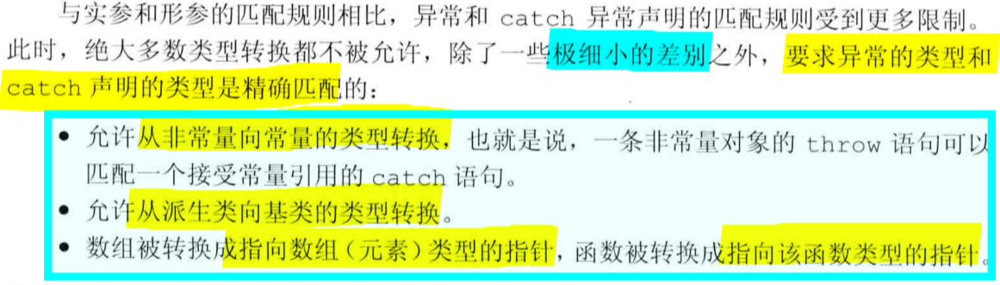 与实参和形参的匹配规则相比，异常和 catch 异常声明的匹配规则受到更多限制。
此时，绝大多数类型转换都不被允许，除了一些极细小的差别之外，要求异常的类型和
catch 声明的类型是精确匹配的：
• 允许从非常量向常量的类型转换，也就是说，一条非常量对象的 throw 语句可以
匹配一个接受常量引用的 catch 语句。
• 允许从派生类向基类的类型转换。
• 数组被转换成指向数组（元素）类型的指针，函数被转换成指向该函数类型的指针。